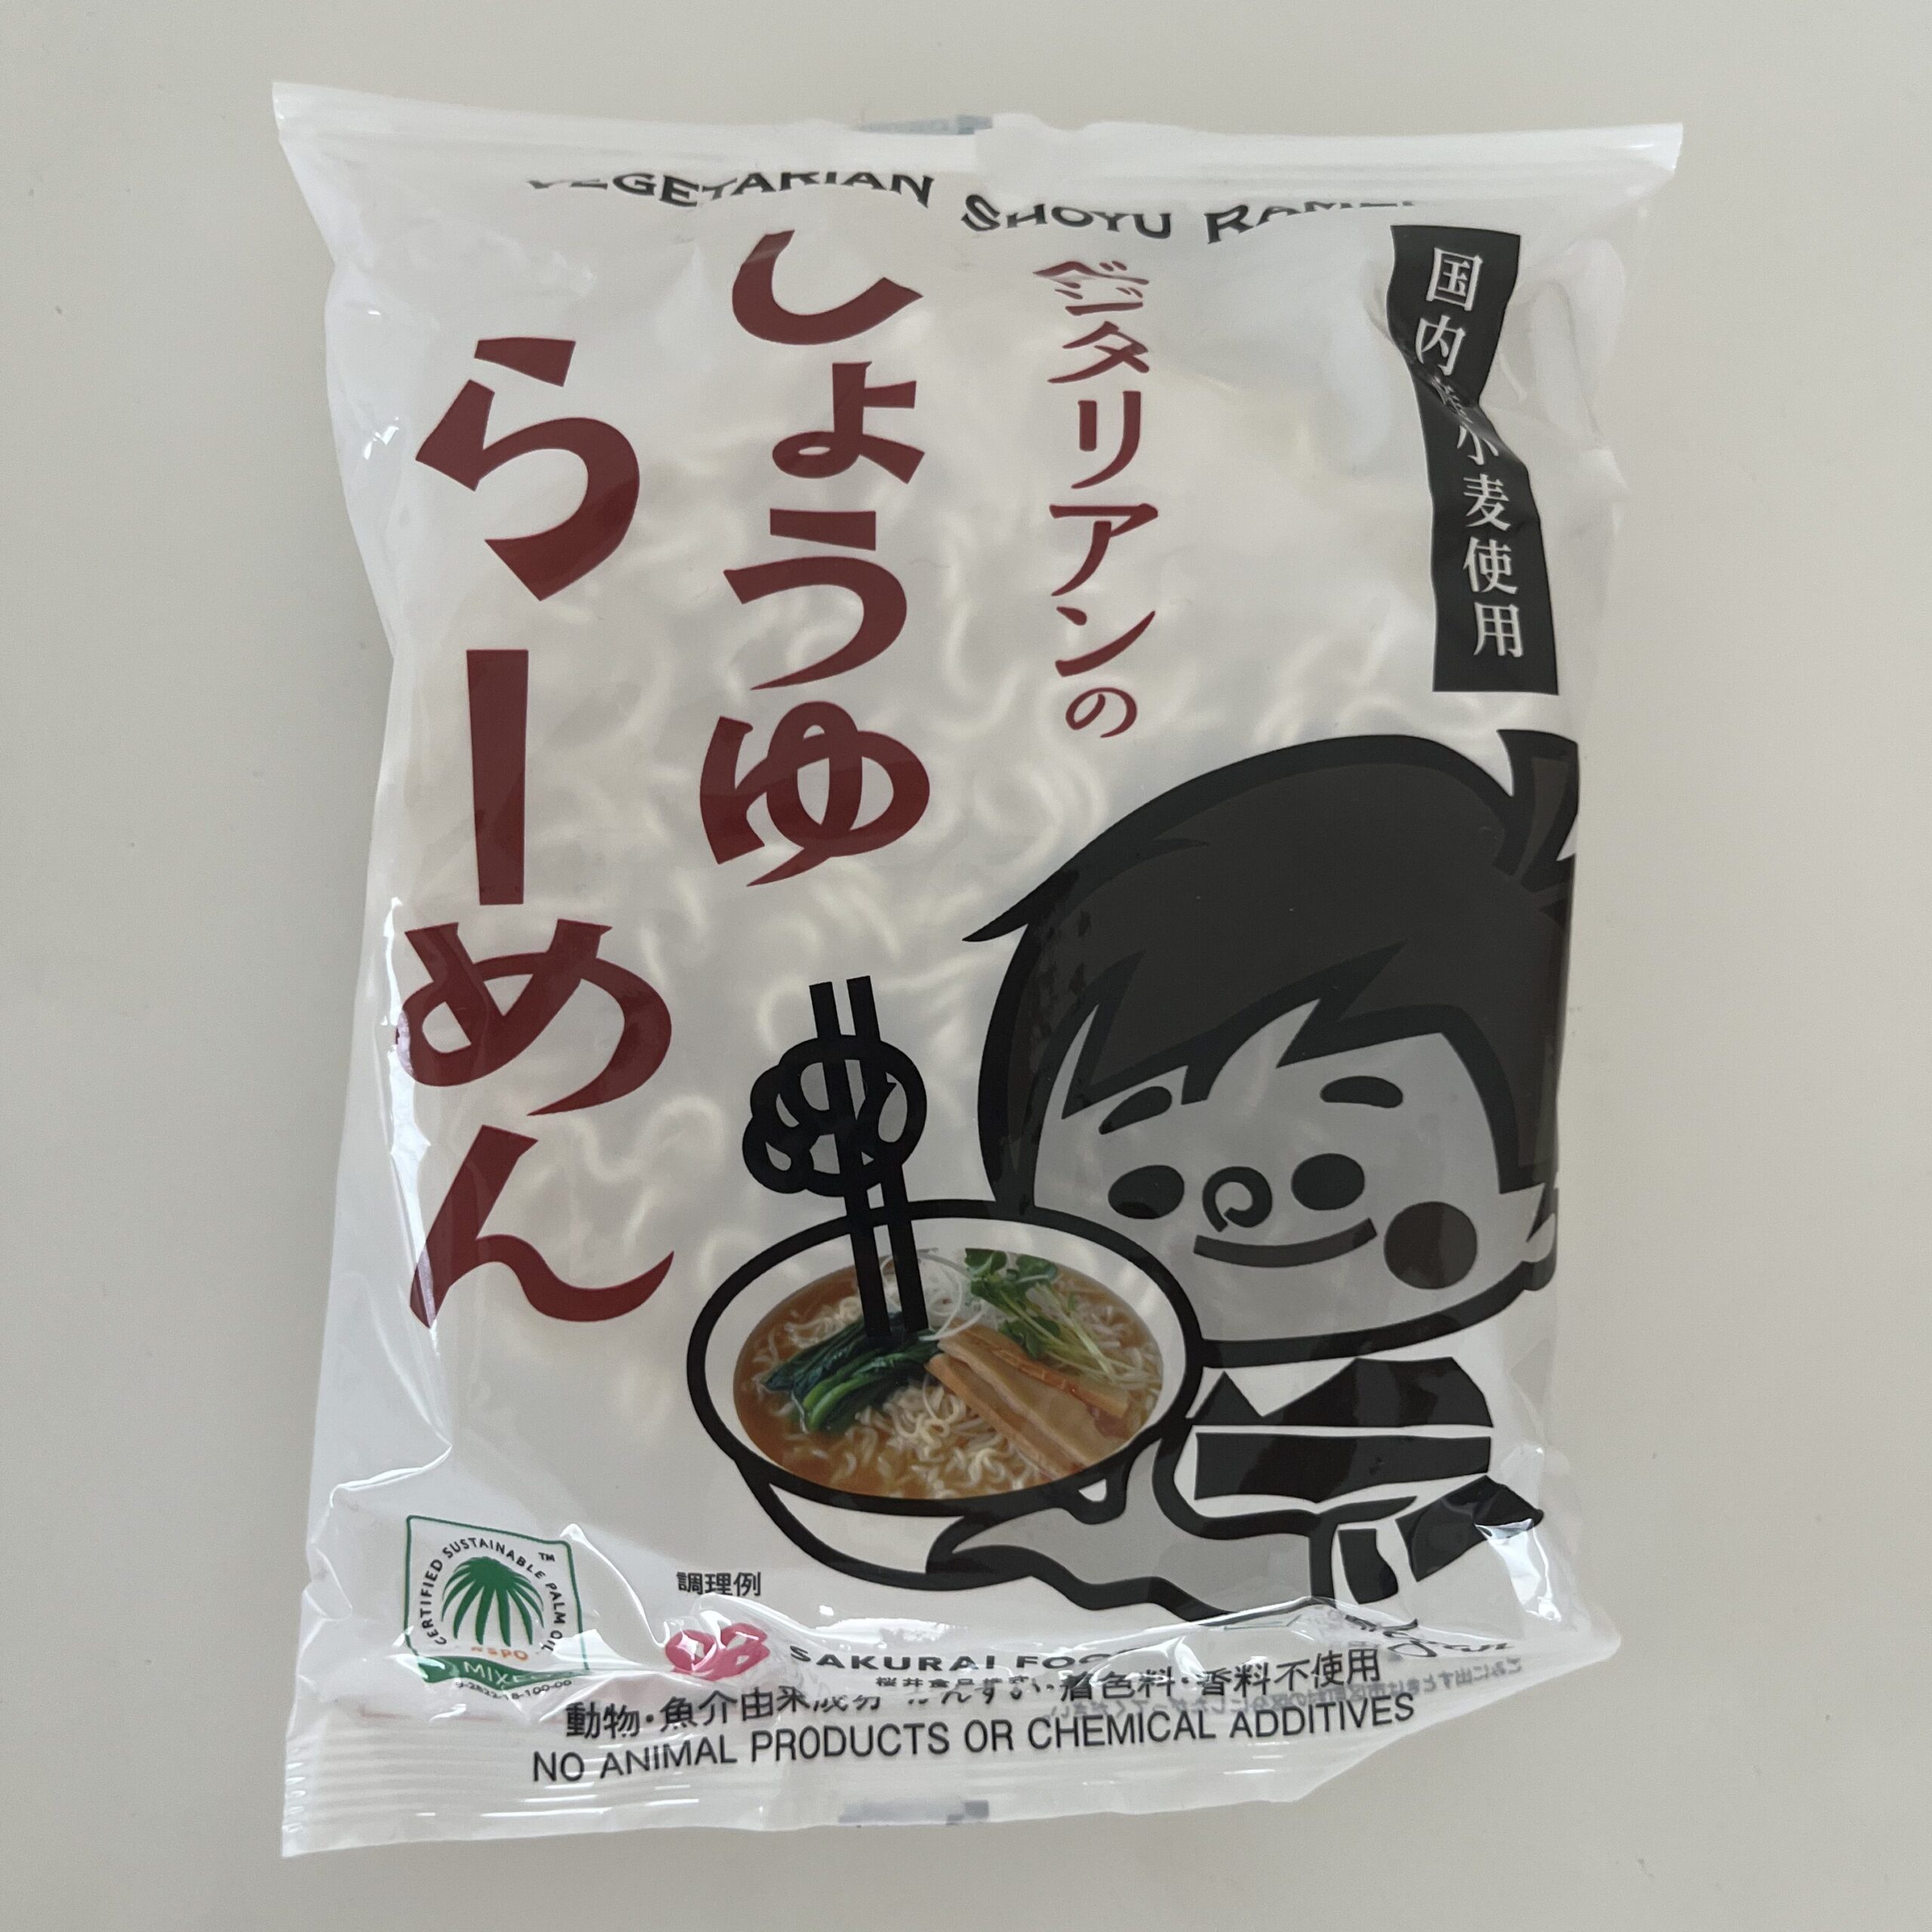 VEGETARIAN SHOYU RAMEN
国内産小麦使用
ベジタリアンの
しょうゆ
らーめん
CERTIFIED SUSTAINABLE PALM OIL ™
RSPO
MIXED
調理例
SAKURAI
動物・魚介由来成分・かんすい・着色料・香料不使用
NO ANIMAL PRODUCTS OR CHEMICAL ADDITIVES